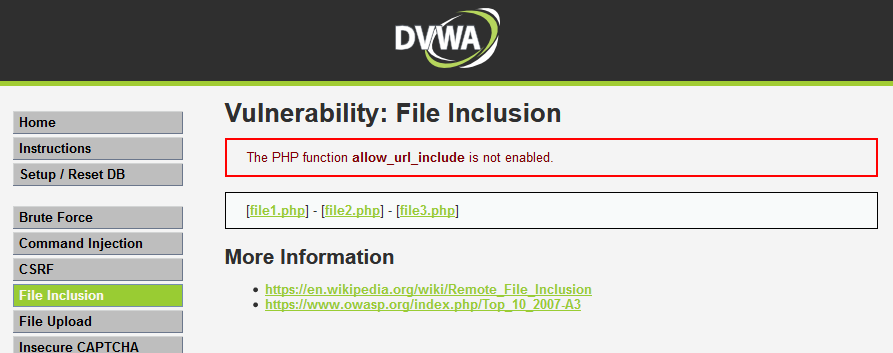 DVWA
Home
Instructions
Setup / Reset DB
Brute Force
Command Injection
CSRF
File Inclusion
File Upload
Insecure CAPTCHA
Vulnerability: File Inclusion
The PHP function allow_url_include is not enabled.
[file1.php] - [file2.php] - [file3.php]
More Information
• https://en.wikipedia.org/wiki/Remote_File_Inclusion
• https://www.owasp.org/index.php/Top_10_2007-A3